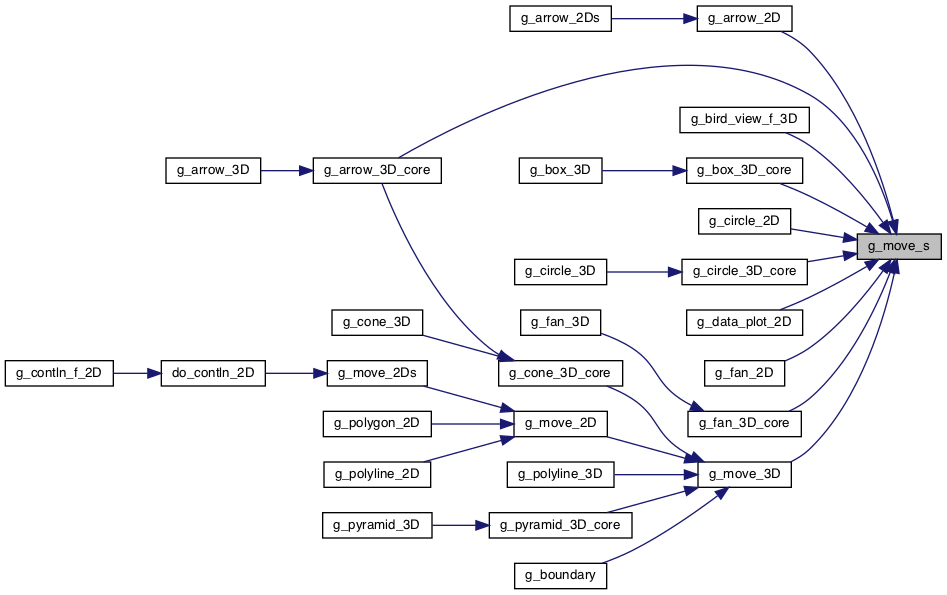 g_arrow_2Ds
g_arrow_2D
g_bird_view_f_3D
g_arrow_3D
g_arrow_3D_core
g_box_3D
g_box_3D_core
g_circle_2D
g_move_s
g_circle_3D
g_circle_3D_core
g_cone_3D
g_fan_3D
g_data_plot_2D
g_contln_f_2D
do_contln_2D
g_move_2Ds
g_cone_3D_core
g_fan_2D
g_polygon_2D
g_move_2D
g_fan_3D_core
g_polyline_2D
g_polyline_3D
g_move_3D
g_pyramid_3D
g_pyramid_3D_core
g_boundary